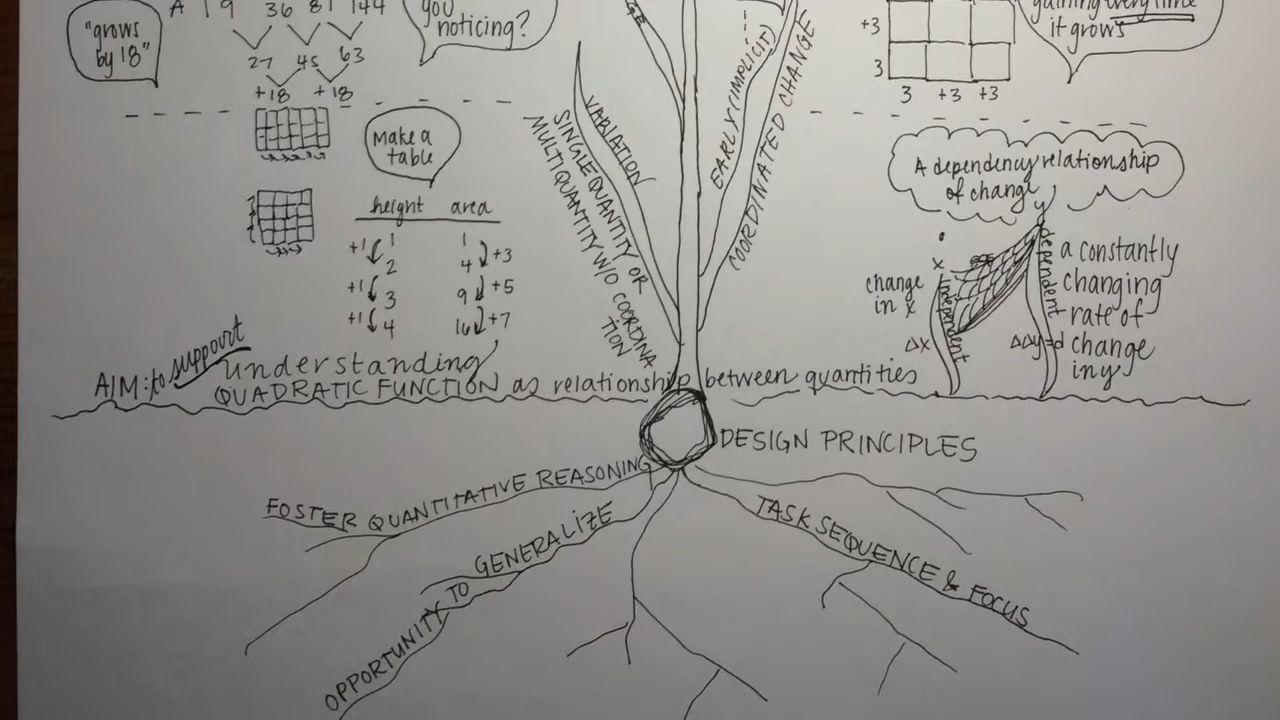 A | 9 36 81 144
"grows by 18"
27 45 63
+18 +18
you noticing?
Make a table
height area
1 1
+1 2 4 +3
+1 3 9 +5
+1 4 16 +7
VARIATION
SINGLE QUANTITY OR
MULTIQUANTITY W/O COORDINA
TION
EARLY (IMPLICIT)
COORDINATED CHANGE
+3
3
3 +3 +3
gaining every time
it grows
A dependency relationship
of change
y
x
change
in x
Δx
independent
dependent
ΔΔy=d
a constantly
changing
rate of
change
in y
AIM: to support
understanding
QUADRATIC FUNCTION as relationship between quantities
DESIGN PRINCIPLES
FOSTER QUANTITATIVE REASONING
OPPORTUNITY TO GENERALIZE
TASK SEQUENCE & FOCUS